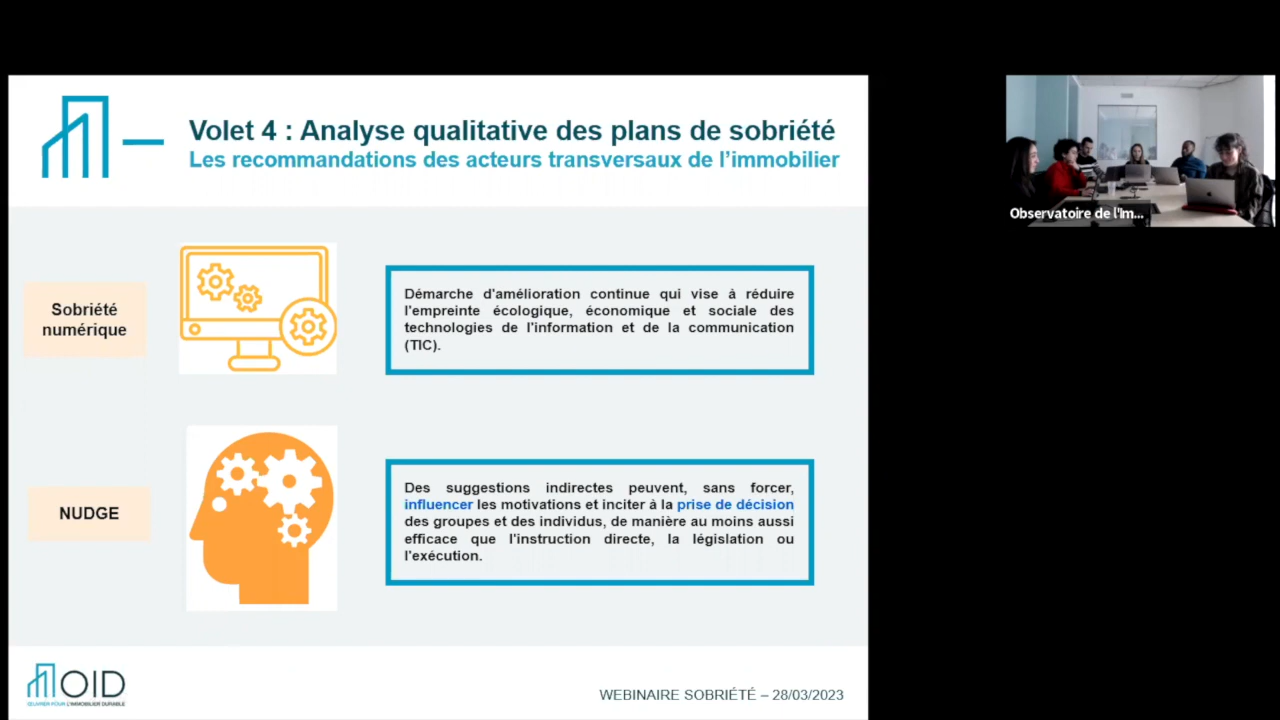 Volet 4 : Analyse qualitative des plans de sobriété
Les recommandations des acteurs transversaux de l'immobilier
Sobriété
numérique
Démarche d'amélioration continue qui vise à réduire
l'empreinte écologique, économique et sociale des
technologies de l'information et de la communication
(TIC).
NUDGE
Des suggestions indirectes peuvent, sans forcer,
influencer les motivations et inciter à la prise de décision
des groupes et des individus, de manière au moins aussi
efficace que l'instruction directe, la législation ou
l'exécution.
OID
ŒUVRER POUR L'IMMOBILIER DURABLE
WEBINAIRE SOBRIÉTÉ – 28/03/2023
Observatoire de l'Im...